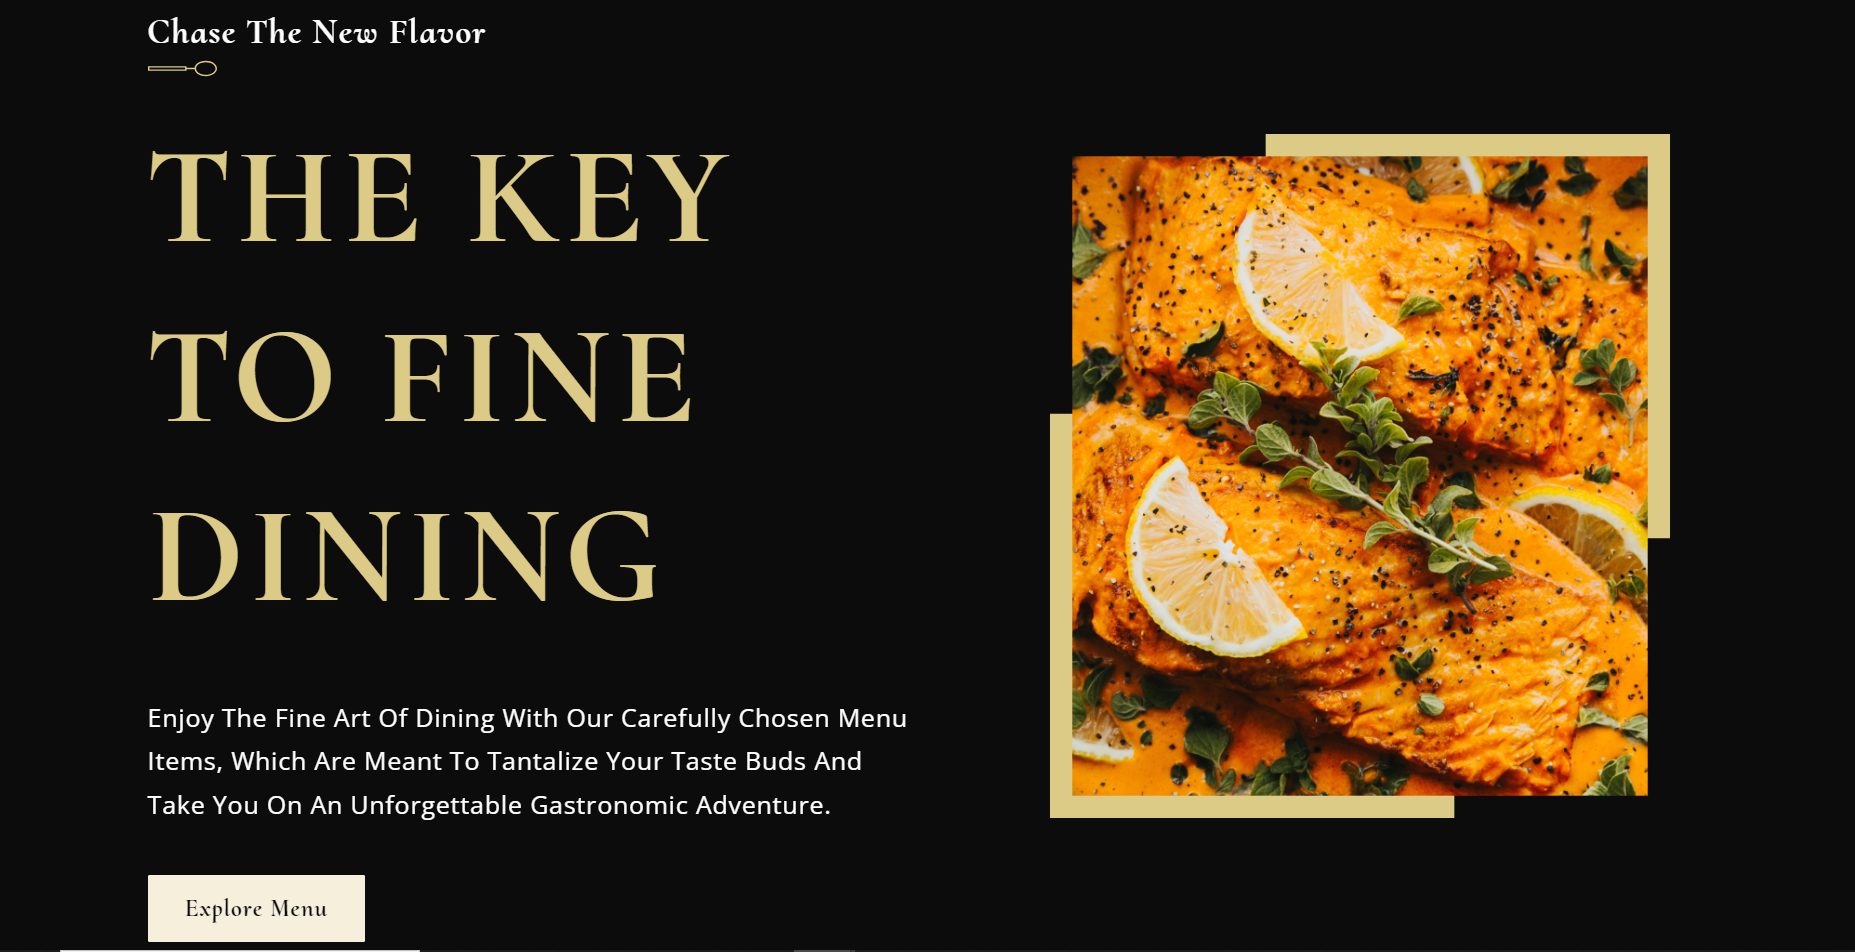 Chase The New Flavor
THE KEY
TO FINE
DINING
Enjoy The Fine Art Of Dining With Our Carefully Chosen Menu
Items, Which Are Meant To Tantalize Your Taste Buds And
Take You On An Unforgettable Gastronomic Adventure.
Explore Menu